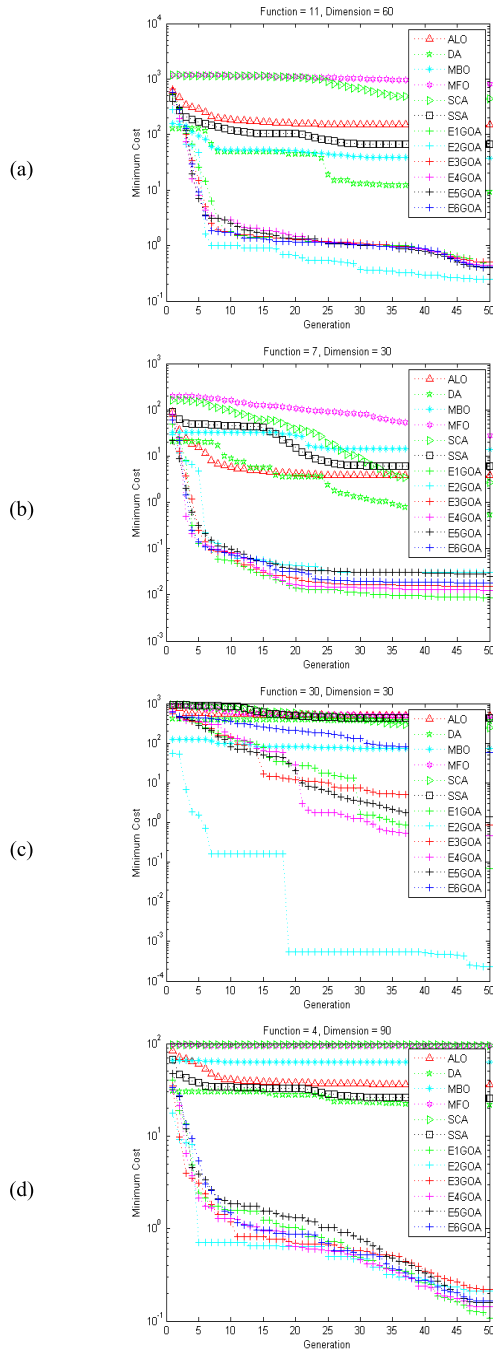 (a)
Function = 11, Dimension = 60
Minimum Cost
10^4
10^3
10^2
10^1
10^0
10^-1
0 5 10 15 20 25 30 35 40 45 50
Generation
ALO
DA
MBO
MFO
SCA
SSA
E1GOA
E2GOA
E3GOA
E4GOA
E5GOA
E6GOA
(b)
Function = 7, Dimension = 30
Minimum Cost
10^3
10^2
10^1
10^0
10^-1
10^-2
10^-3
0 5 10 15 20 25 30 35 40 45 50
Generation
ALO
DA
MBO
MFO
SCA
SSA
E1GOA
E2GOA
E3GOA
E4GOA
E5GOA
E6GOA
(c)
Function = 30, Dimension = 30
Minimum Cost
10^3
10^2
10^1
10^0
10^-1
10^-2
10^-3
10^-4
0 5 10 15 20 25 30 35 40 45 50
Generation
ALO
DA
MBO
MFO
SCA
SSA
E1GOA
E2GOA
E3GOA
E4GOA
E5GOA
E6GOA
(d)
Function = 4, Dimension = 90
Minimum Cost
10^2
10^1
10^0
10^-1
0 5 10 15 20 25 30 35 40 45 50
Generation
ALO
DA
MBO
MFO
SCA
SSA
E1GOA
E2GOA
E3GOA
E4GOA
E5GOA
E6GOA